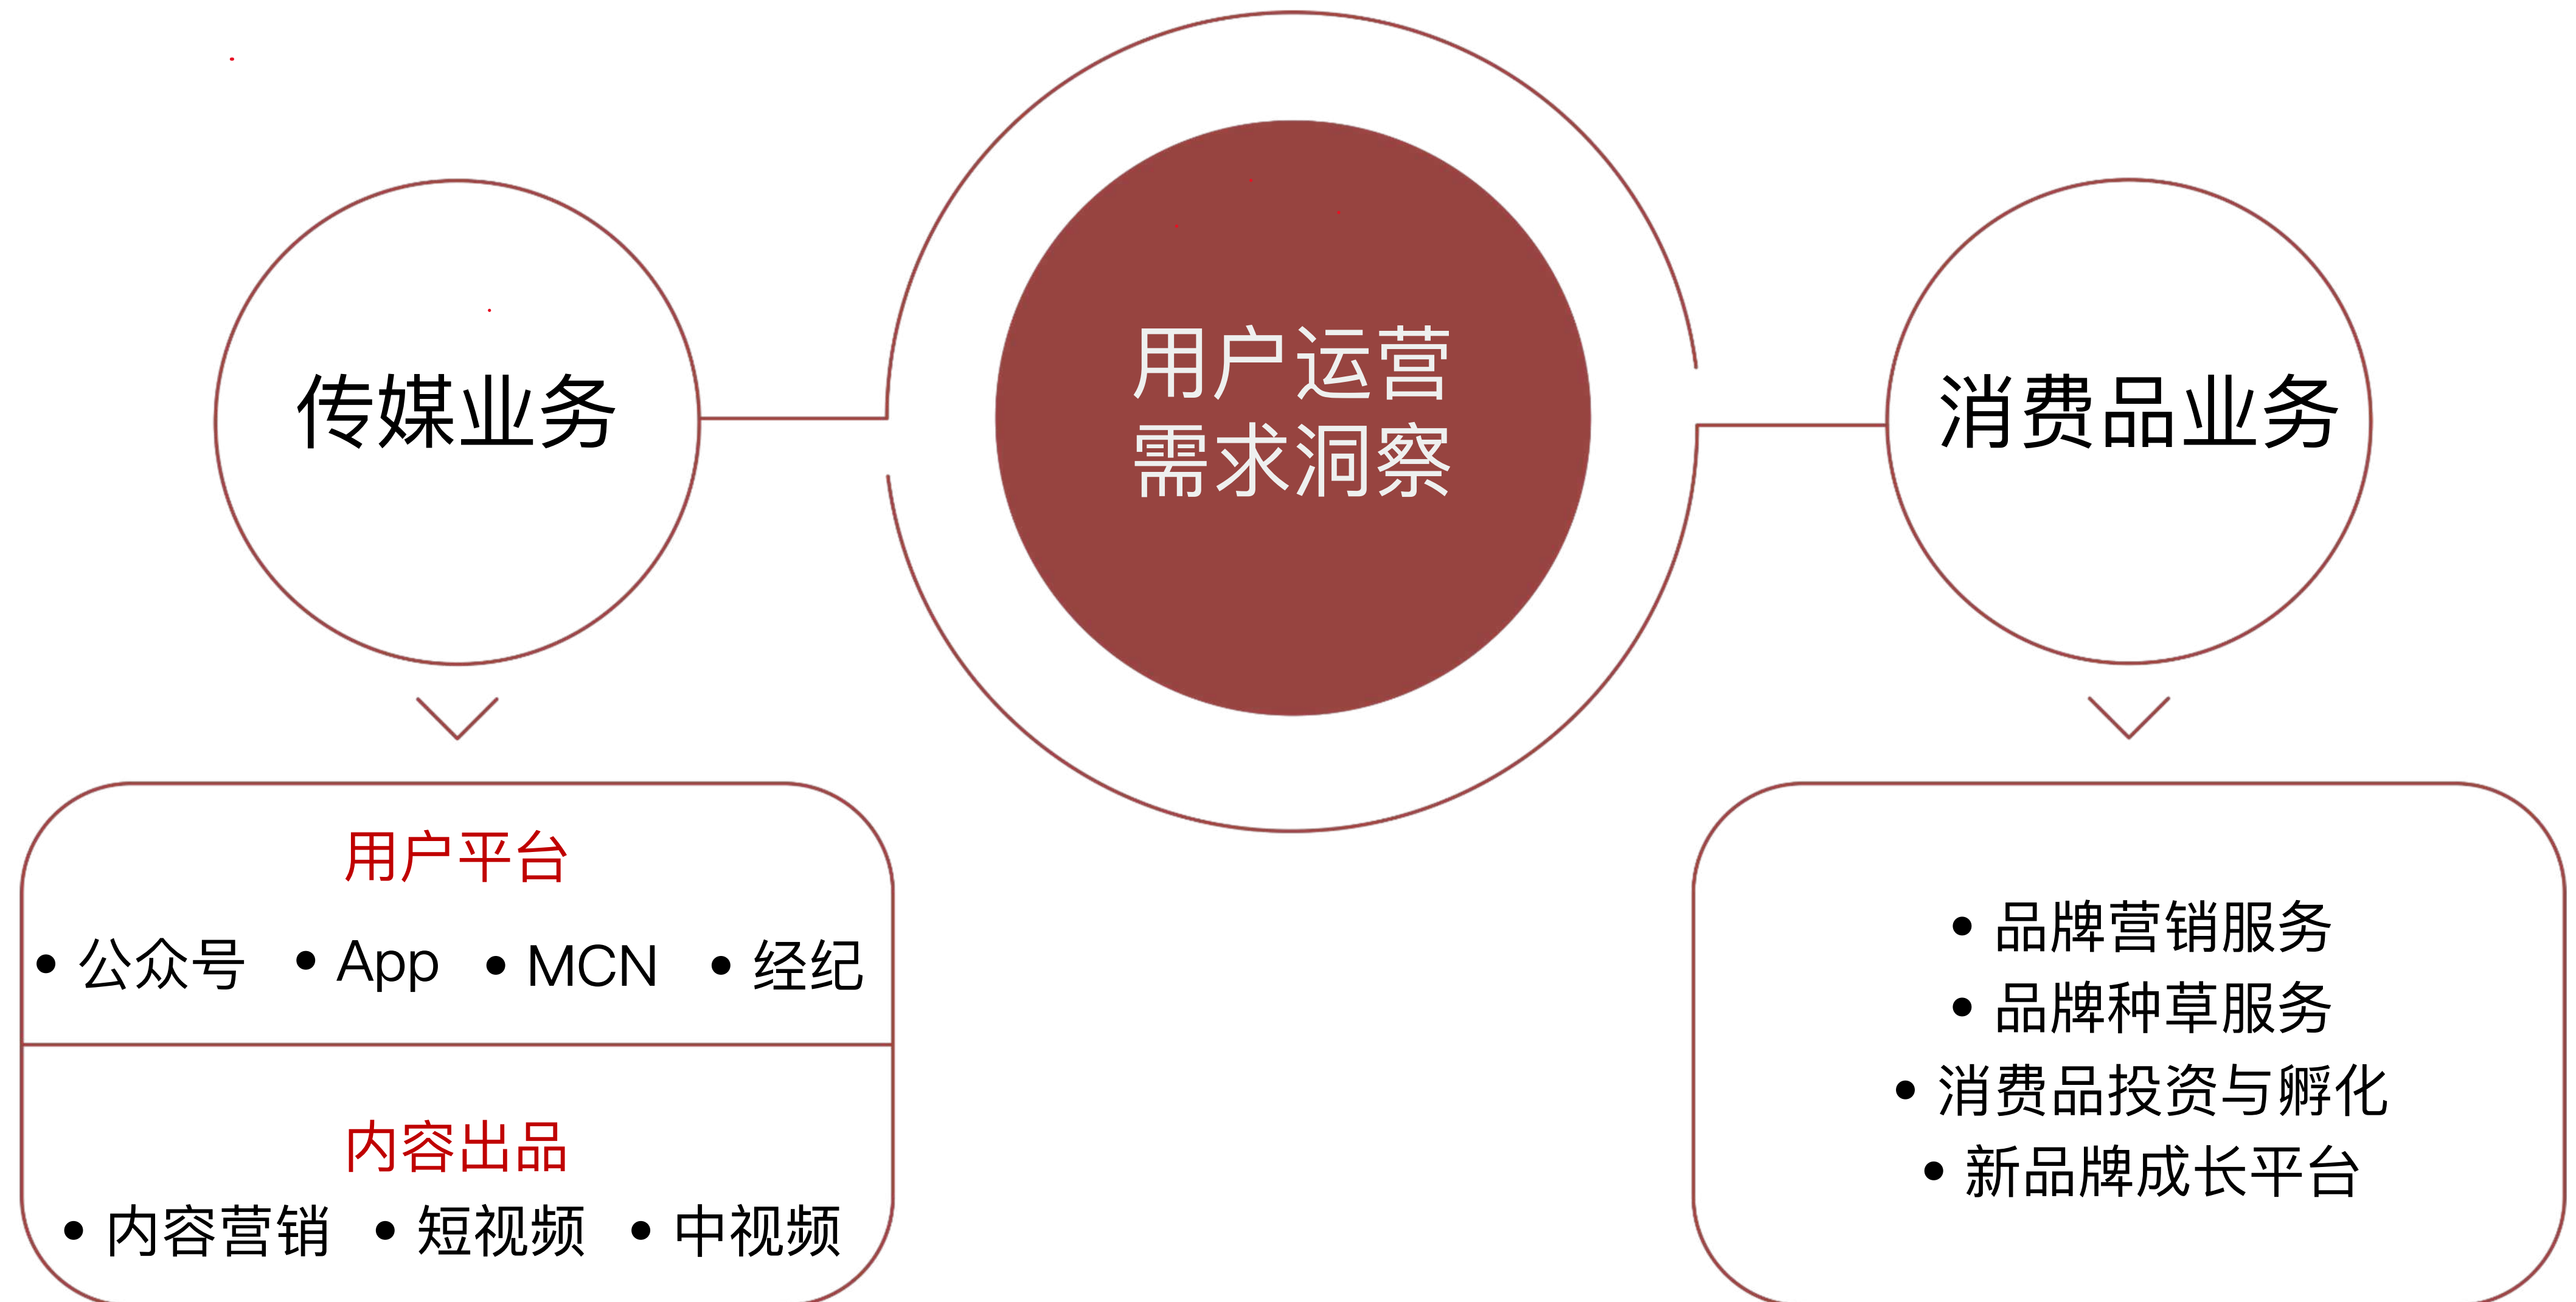 用户运营
需求洞察
传媒业务
消费品业务
用户平台
• 公众号 • App • MCN • 经纪
内容出品
• 内容营销 • 短视频 • 中视频
• 品牌营销服务
• 品牌种草服务
• 消费品投资与孵化
• 新品牌成长平台